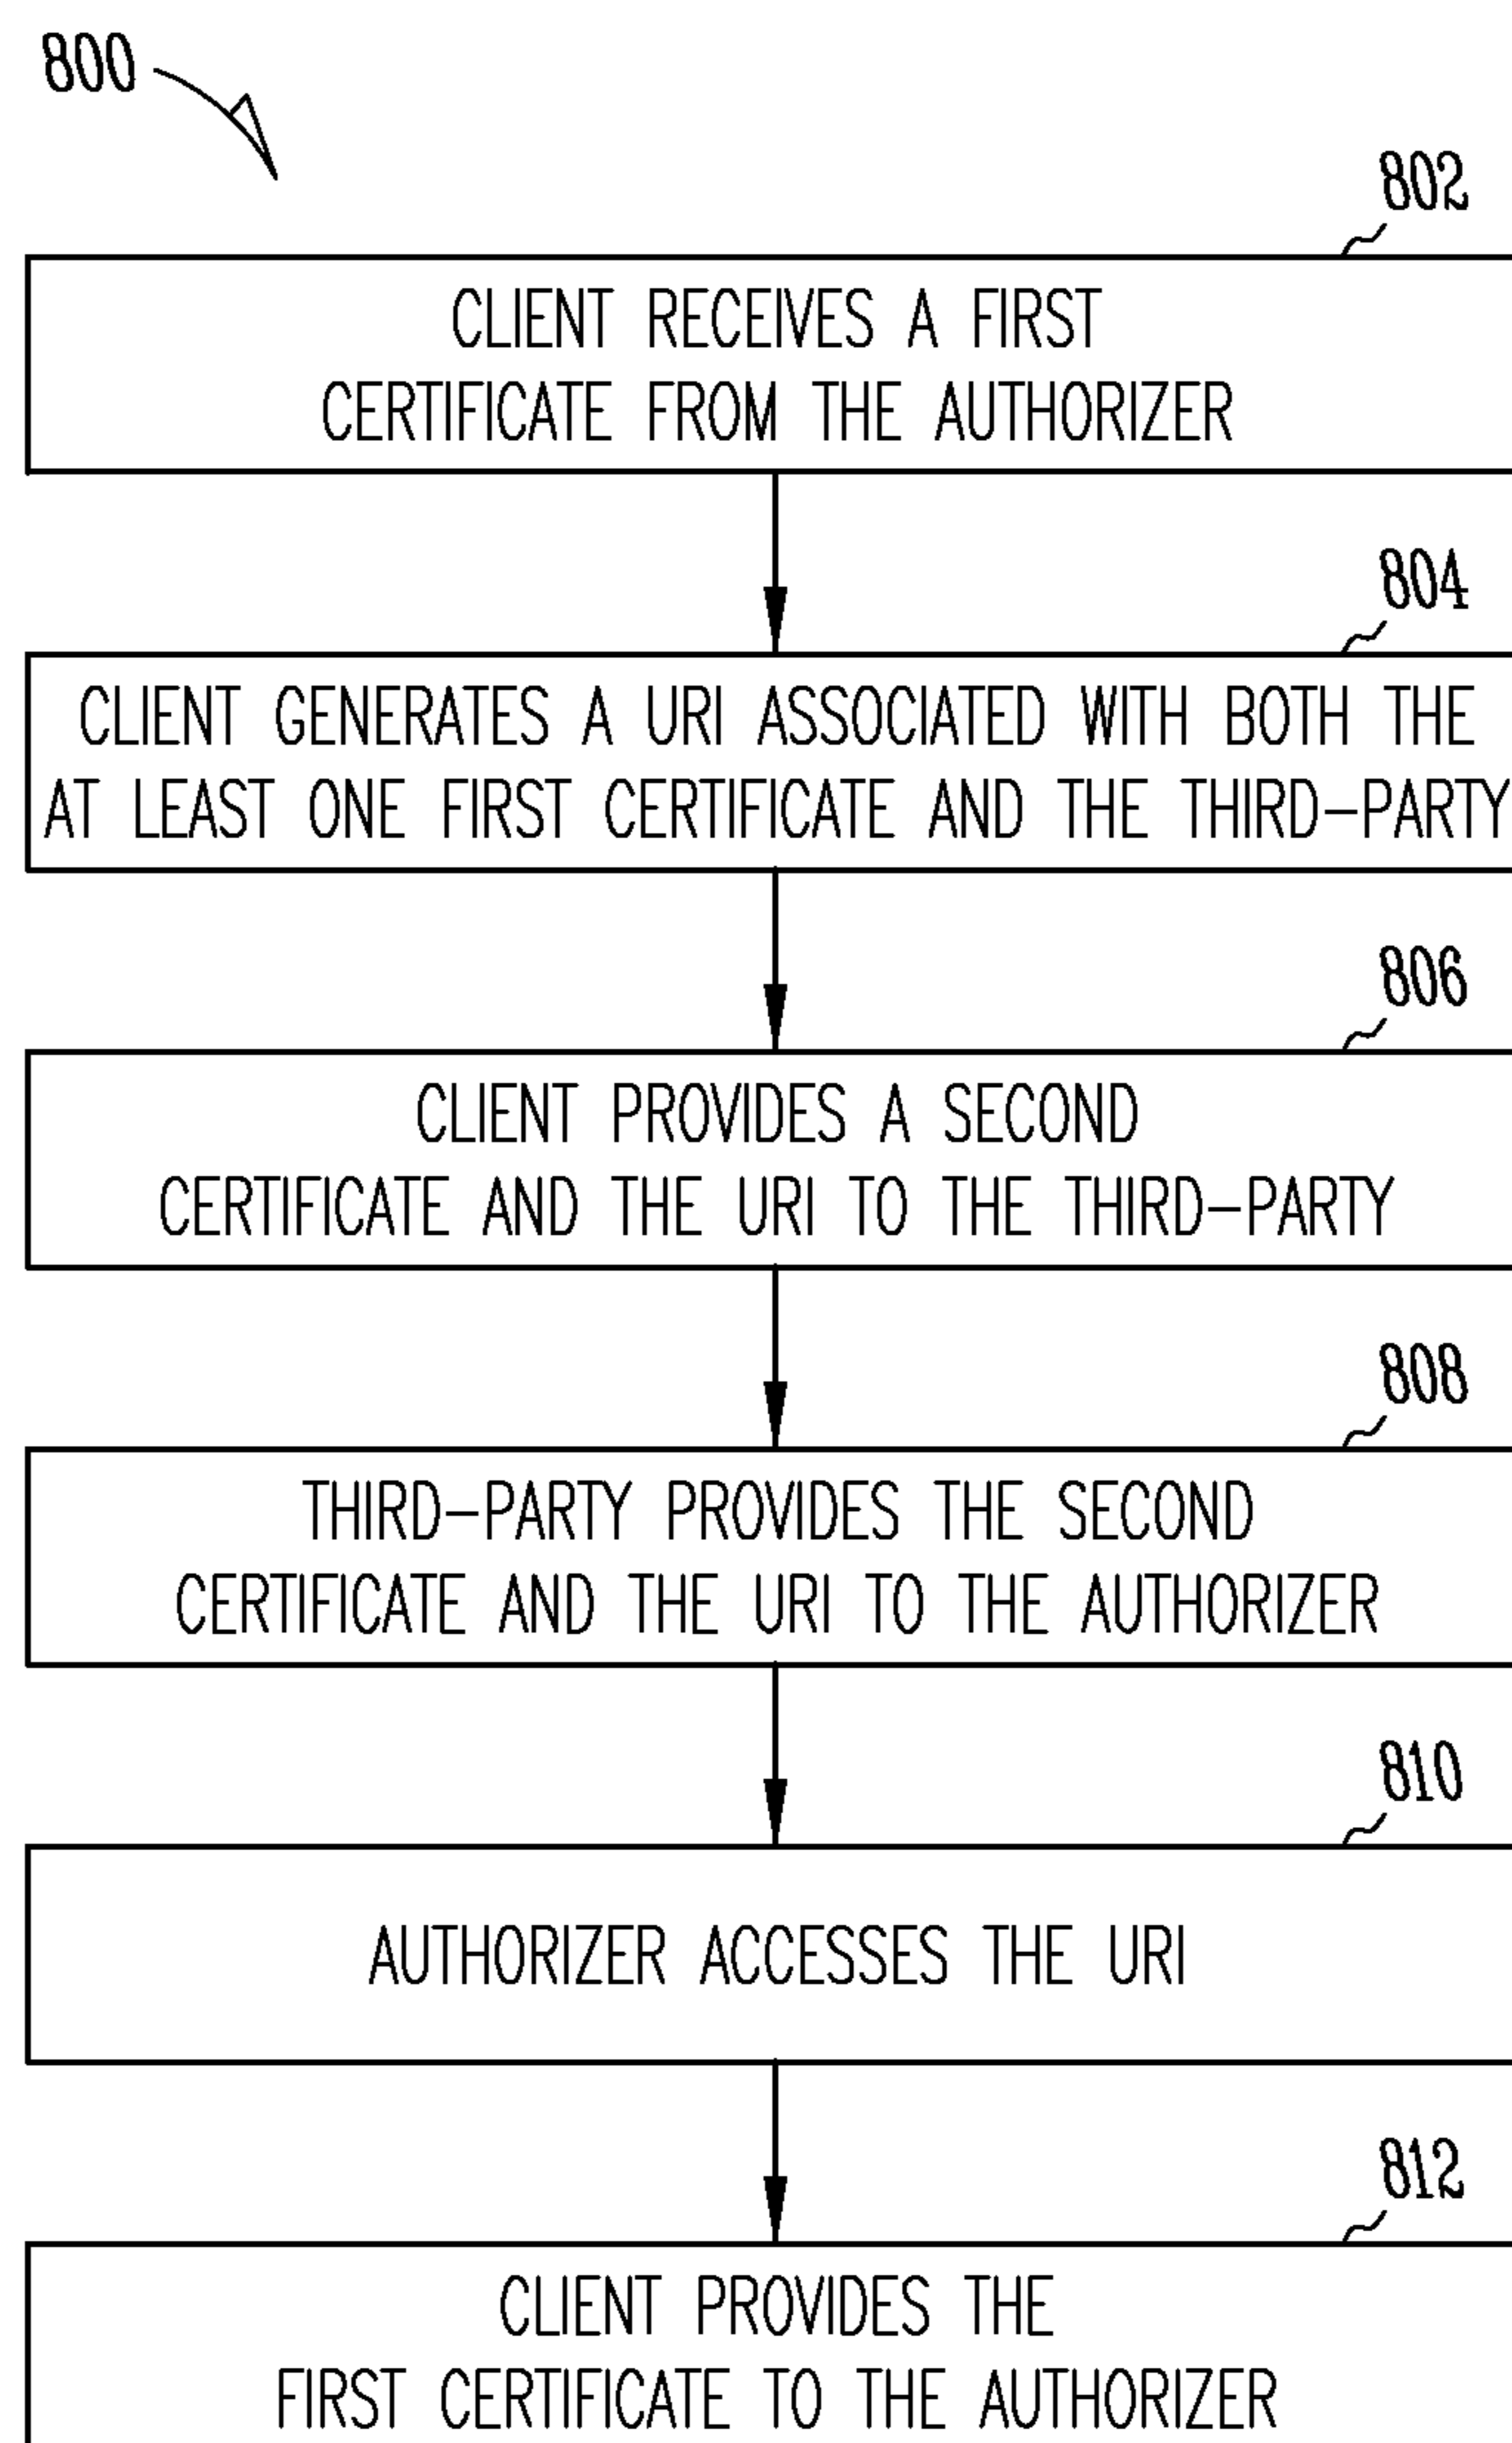 800
802
CLIENT RECEIVES A FIRST
CERTIFICATE FROM THE AUTHORIZER
804
CLIENT GENERATES A URI ASSOCIATED WITH BOTH THE
AT LEAST ONE FIRST CERTIFICATE AND THE THIRD-PARTY
806
CLIENT PROVIDES A SECOND
CERTIFICATE AND THE URI TO THE THIRD-PARTY
808
THIRD-PARTY PROVIDES THE SECOND
CERTIFICATE AND THE URI TO THE AUTHORIZER
810
AUTHORIZER ACCESSES THE URI
812
CLIENT PROVIDES THE
FIRST CERTIFICATE TO THE AUTHORIZER